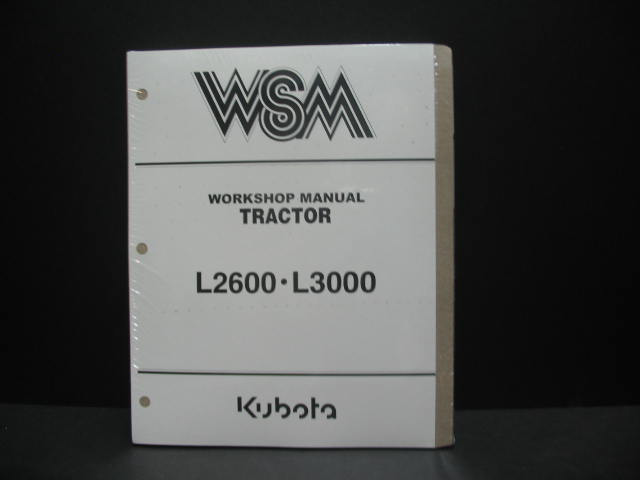 WSM
WORKSHOP MANUAL
TRACTOR
L2600·L3000
Kubota